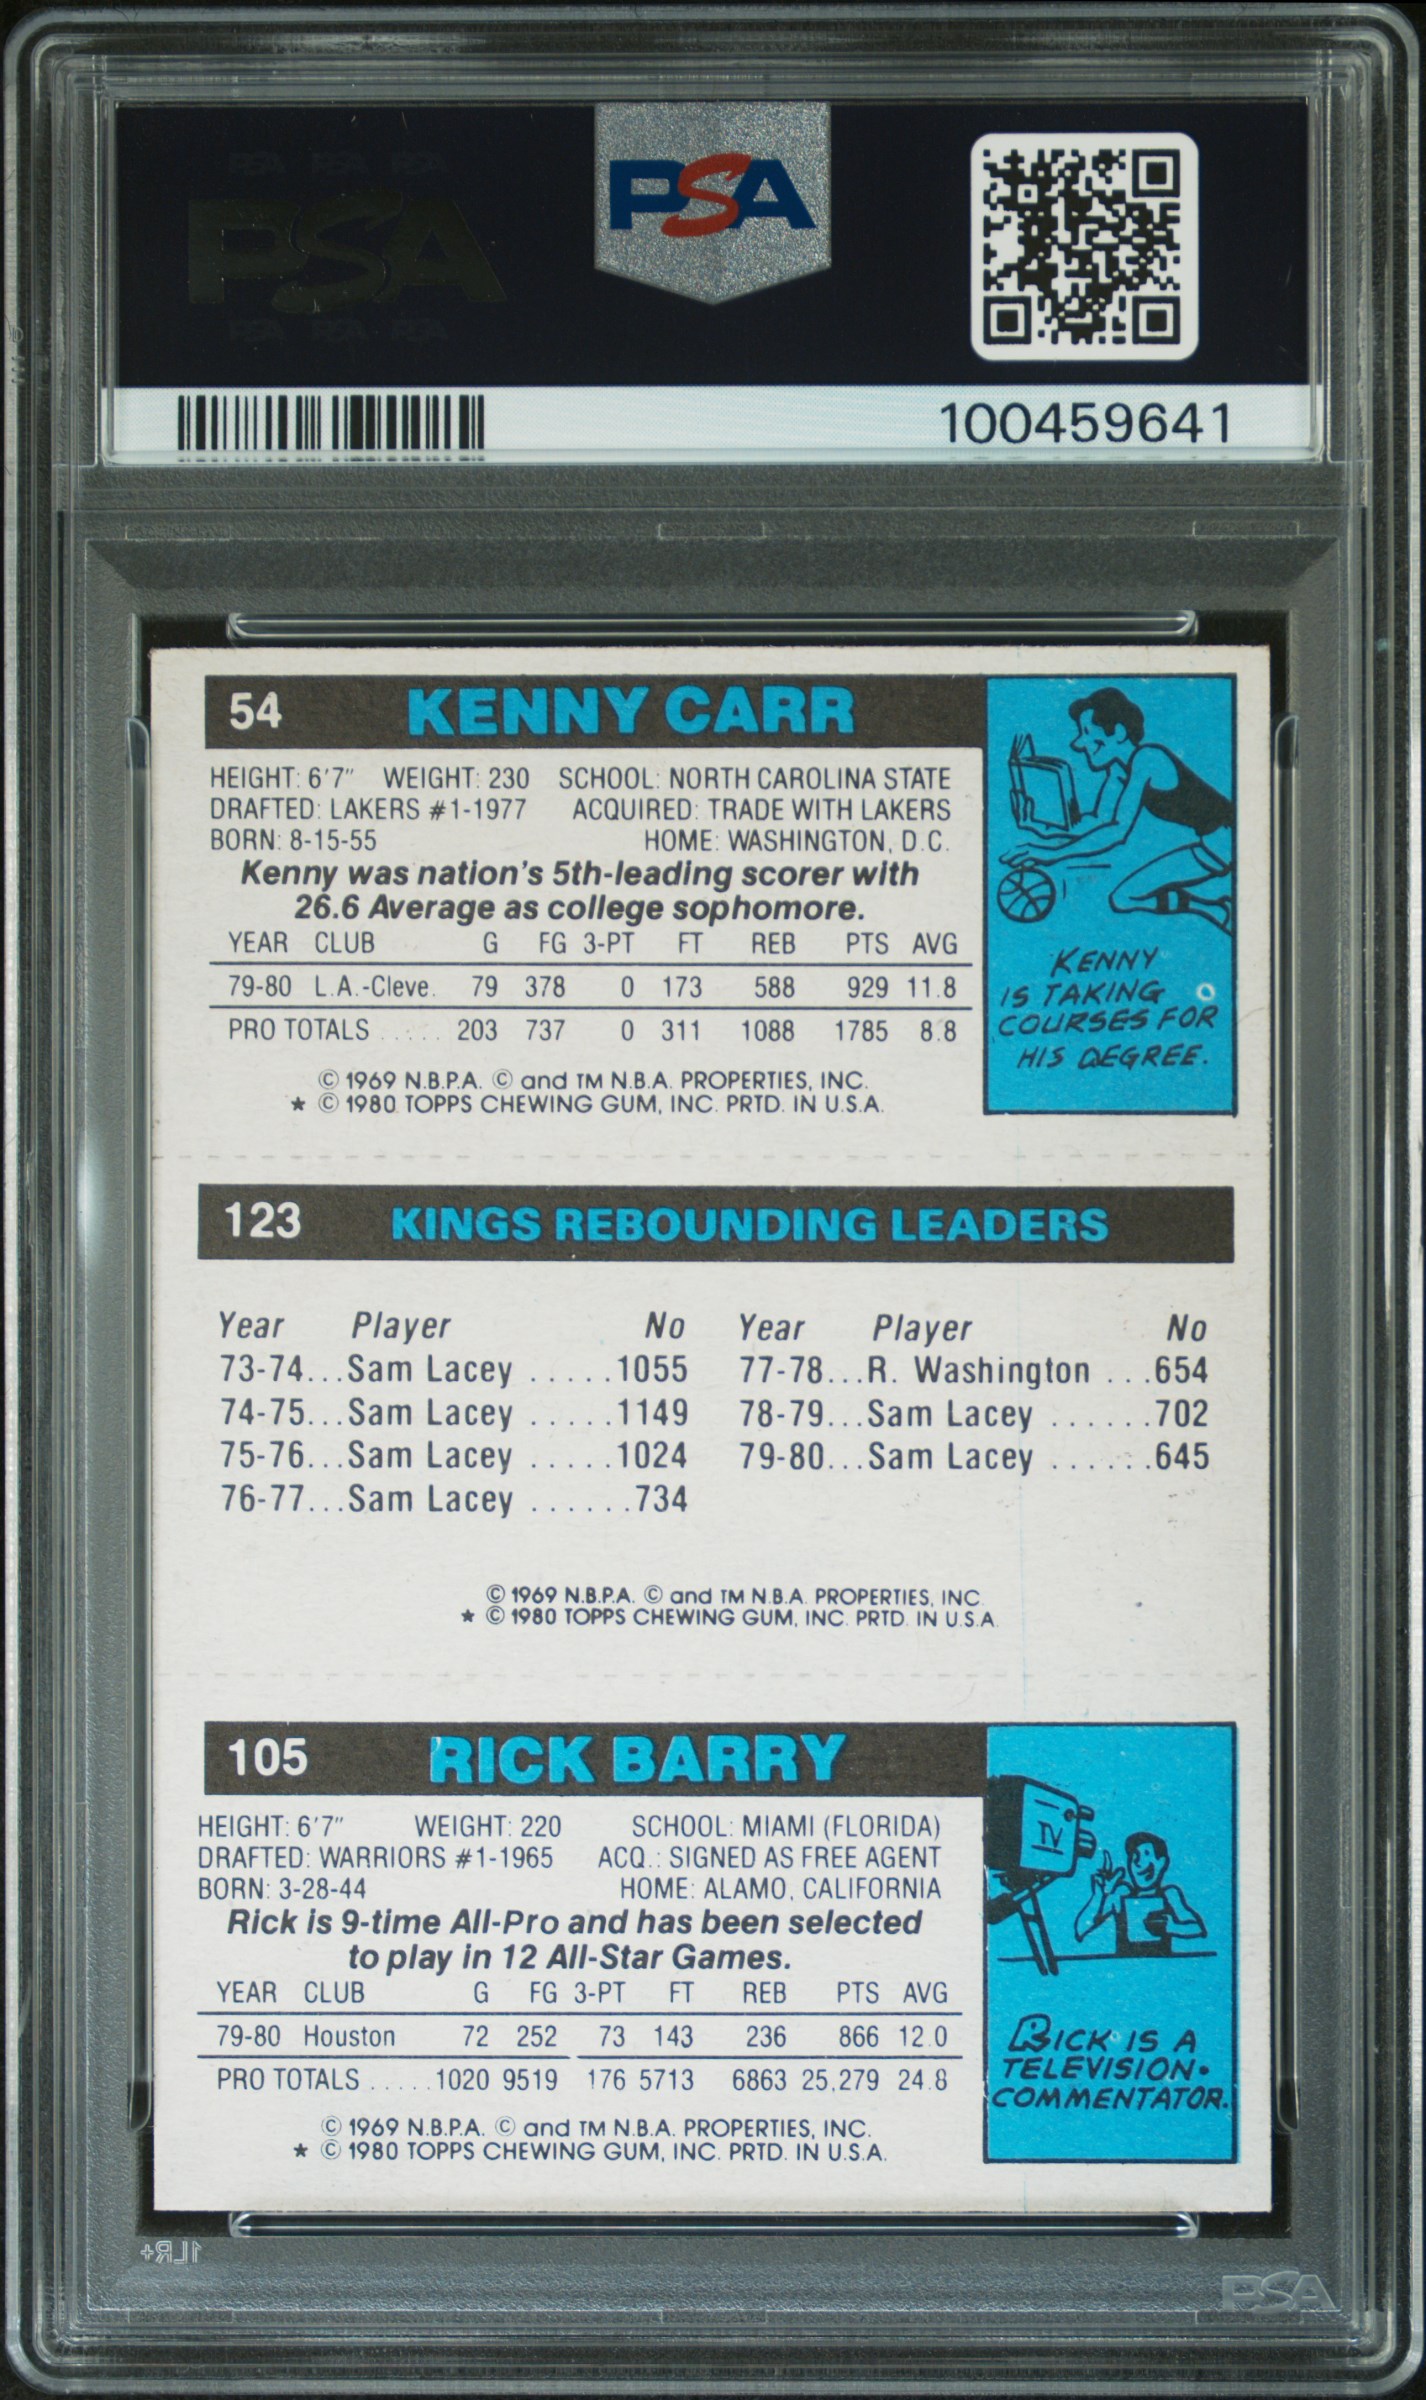 PSA
PSA
100459641
54 KENNY CARR
HEIGHT: 6'7" WEIGHT: 230 SCHOOL: NORTH CAROLINA STATE
DRAFTED: LAKERS #1-1977 ACQUIRED: TRADE WITH LAKERS
BORN: 8-15-55 HOME: WASHINGTON, D.C.
Kenny was nation's 5th-leading scorer with
26.6 Average as college sophomore.
YEAR CLUB G FG 3-PT FT REB PTS AVG
79-80 L.A.-Cleve. 79 378 0 173 588 929 11.8
PRO TOTALS ..... 203 737 0 311 1088 1785 8.8
© 1969 N.B.P.A. © and TM N.B.A. PROPERTIES, INC.
★ © 1980 TOPPS CHEWING GUM, INC. PRTD. IN U.S.A.
KENNY
IS TAKING
COURSES FOR
HIS DEGREE.
123 KINGS REBOUNDING LEADERS
Year Player No Year Player No
73-74...Sam Lacey .....1055 77-78...R. Washington ...654
74-75...Sam Lacey .....1149 78-79...Sam Lacey ......702
75-76...Sam Lacey .....1024 79-80...Sam Lacey ......645
76-77...Sam Lacey ......734
© 1969 N.B.P.A. © and TM N.B.A. PROPERTIES, INC.
★ © 1980 TOPPS CHEWING GUM, INC. PRTD. IN U.S.A.
105 RICK BARRY
HEIGHT: 6'7" WEIGHT: 220 SCHOOL: MIAMI (FLORIDA)
DRAFTED: WARRIORS #1-1965 ACQ.: SIGNED AS FREE AGENT
BORN: 3-28-44 HOME: ALAMO, CALIFORNIA
Rick is 9-time All-Pro and has been selected
to play in 12 All-Star Games.
YEAR CLUB G FG 3-PT FT REB PTS AVG
79-80 Houston 72 252 73 143 236 866 12.0
PRO TOTALS .....1020 9519 176 5713 6863 25,279 24.8
© 1969 N.B.P.A. © and TM N.B.A. PROPERTIES, INC.
★ © 1980 TOPPS CHEWING GUM, INC. PRTD. IN U.S.A.
TV
RICK IS A
TELEVISION
COMMENTATOR.
1LR+
PSA